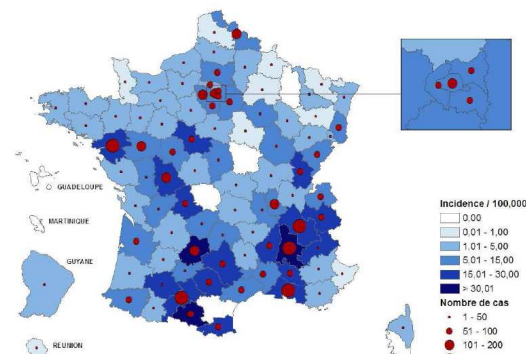 GUADELOUPE
MARTINIQUE
GUYANE
REUNION
Incidence / 100,000
0,00
0,01 - 1,00
1,01 - 5,00
5,01 - 15,00
15,01 - 30,00
> 30,01
Nombre de cas
1 - 50
51 - 100
101 - 200